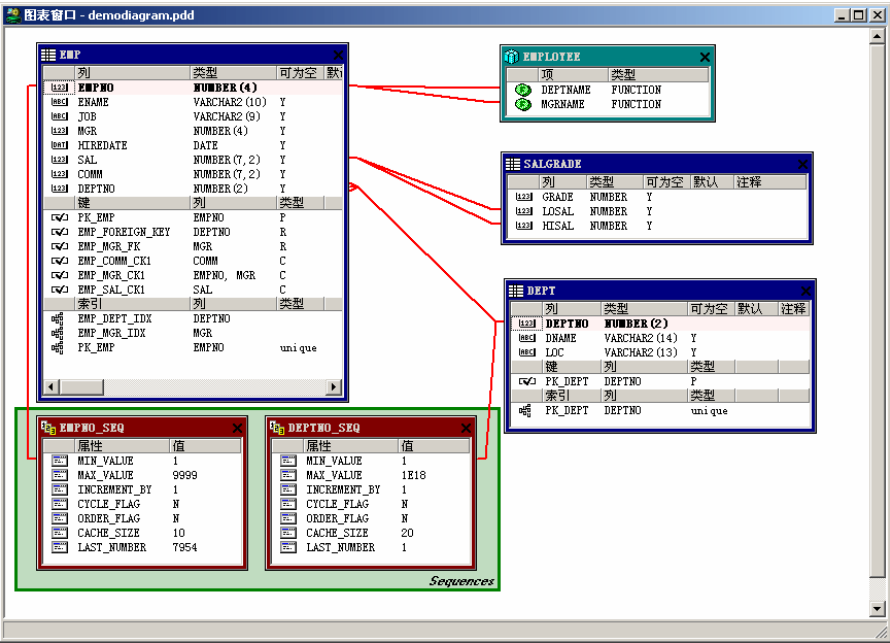 图表窗口 - demodiagram.pdd
EMP
列 类型 可为空 默认
EMPNO NUMBER(4)
ENAME VARCHAR2(10) Y
JOB VARCHAR2(9) Y
MGR NUMBER(4) Y
HIREDATE DATE Y
SAL NUMBER(7,2) Y
COMM NUMBER(7,2) Y
DEPTNO NUMBER(2) Y
键 列 类型
PK_EMP EMPNO P
EMP_FOREIGN_KEY DEPTNO R
EMP_MGR_FK MGR R
EMP_COMM_CK1 COMM C
EMP_MGR_CK1 EMPNO, MGR C
EMP_SAL_CK1 SAL C
索引 列 类型
EMP_DEPT_IDX DEPTNO
EMP_MGR_IDX MGR
PK_EMP EMPNO unique
EMPLOYEE
项 类型
DEPTNAME FUNCTION
MGRNAME FUNCTION
SALGRADE
列 类型 可为空 默认 注释
GRADE NUMBER Y
LOSAL NUMBER Y
HISAL NUMBER Y
DEPT
列 类型 可为空 默认 注释
DEPTNO NUMBER(2)
DNAME VARCHAR2(14) Y
LOC VARCHAR2(13) Y
键 列 类型
PK_DEPT DEPTNO P
索引 列 类型
PK_DEPT DEPTNO unique
EMPNO_SEQ
属性 值
MIN_VALUE 1
MAX_VALUE 9999
INCREMENT_BY 1
CYCLE_FLAG N
ORDER_FLAG N
CACHE_SIZE 10
LAST_NUMBER 7954
DEPTNO_SEQ
属性 值
MIN_VALUE 1
MAX_VALUE 1E18
INCREMENT_BY 1
CYCLE_FLAG N
ORDER_FLAG N
CACHE_SIZE 20
LAST_NUMBER 1
Sequences